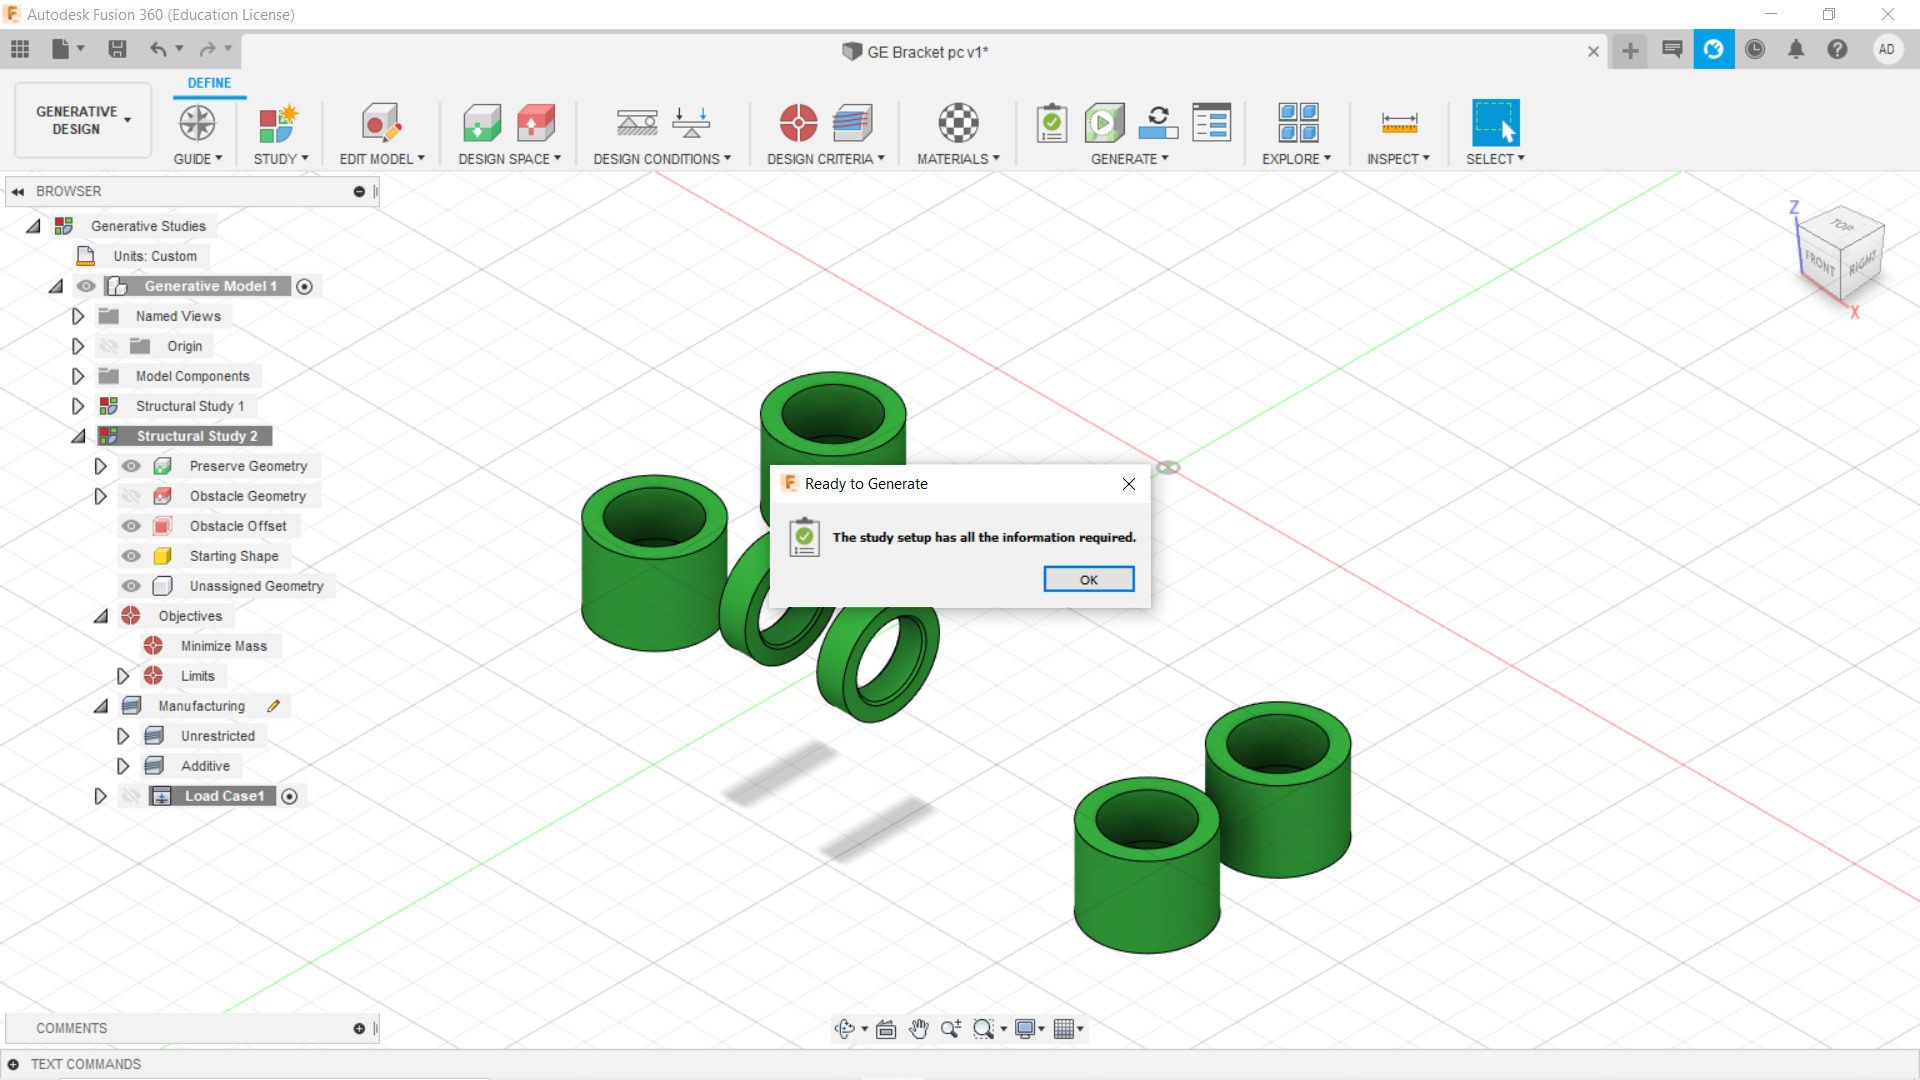 Autodesk Fusion 360 (Education License)
GE Bracket pc v1*
AD
DEFINE
GENERATIVE DESIGN
GUIDE
STUDY
EDIT MODEL
DESIGN SPACE
DESIGN CONDITIONS
DESIGN CRITERIA
MATERIALS
GENERATE
EXPLORE
INSPECT
SELECT
BROWSER
Generative Studies
Units: Custom
Generative Model 1
Named Views
Origin
Model Components
Structural Study 1
Structural Study 2
Preserve Geometry
Obstacle Geometry
Obstacle Offset
Starting Shape
Unassigned Geometry
Objectives
Minimize Mass
Limits
Manufacturing
Unrestricted
Additive
Load Case1
Z
TOP
FRONT
RIGHT
X
Ready to Generate
The study setup has all the information required.
OK
COMMENTS
TEXT COMMANDS